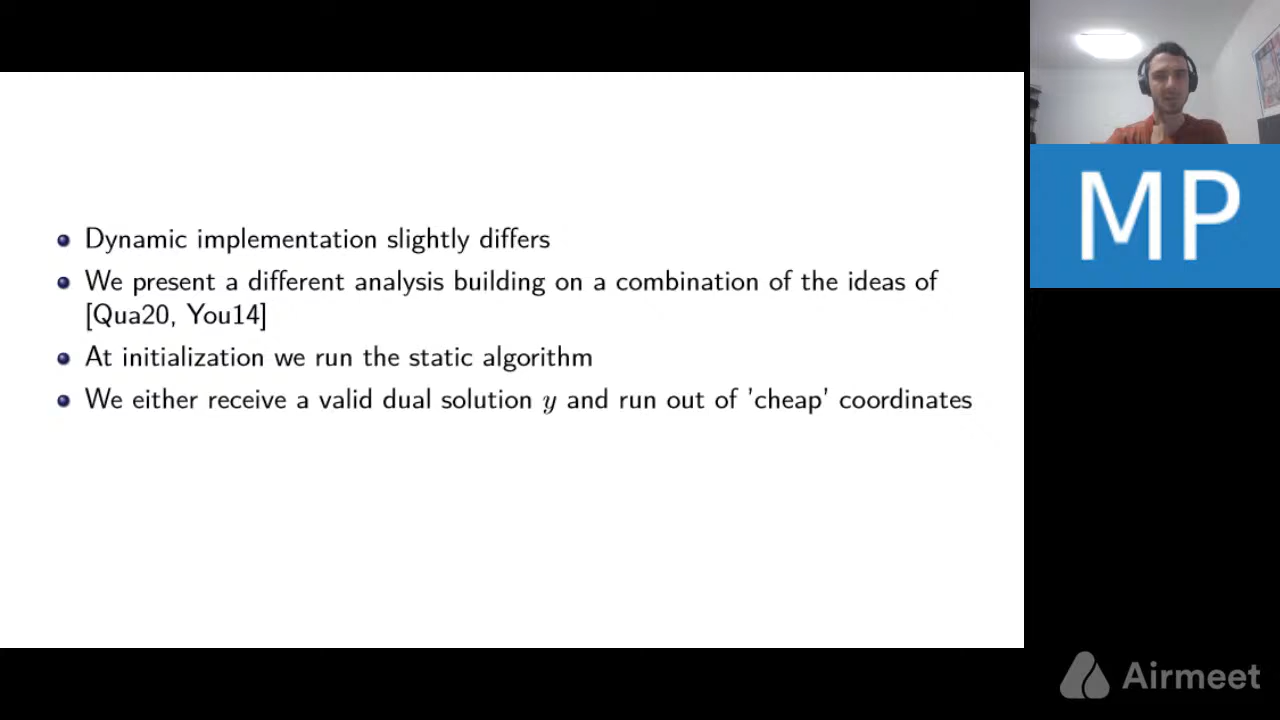 Dynamic implementation slightly differs
We present a different analysis building on a combination of the ideas of
[Qua20, You14]
At initialization we run the static algorithm
We either receive a valid dual solution y and run out of 'cheap' coordinates
MP
Airmeet